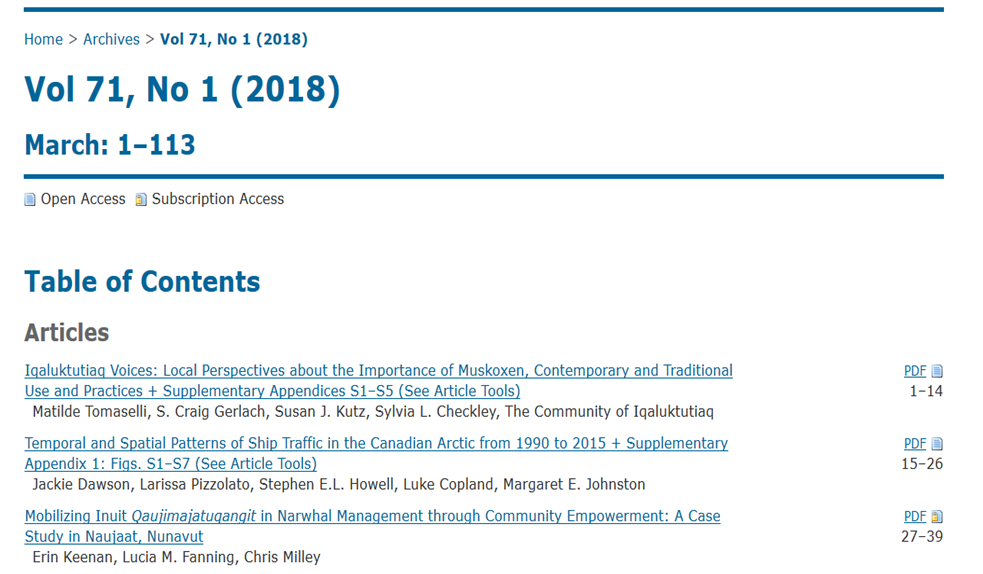 Home > Archives > Vol 71, No 1 (2018)
Vol 71, No 1 (2018)
March: 1–113
Open Access Subscription Access
Table of Contents
Articles
Iqaluktutiaq Voices: Local Perspectives about the Importance of Muskoxen, Contemporary and Traditional PDF
Use and Practices + Supplementary Appendices S1–S5 (See Article Tools) 1–14
Matilde Tomaselli, S. Craig Gerlach, Susan J. Kutz, Sylvia L. Checkley, The Community of Iqaluktutiaq
Temporal and Spatial Patterns of Ship Traffic in the Canadian Arctic from 1990 to 2015 + Supplementary PDF
Appendix 1: Figs. S1–S7 (See Article Tools) 15–26
Jackie Dawson, Larissa Pizzolato, Stephen E.L. Howell, Luke Copland, Margaret E. Johnston
Mobilizing Inuit Qaujimajatuqangit in Narwhal Management through Community Empowerment: A Case PDF
Study in Naujaat, Nunavut 27–39
Erin Keenan, Lucia M. Fanning, Chris Milley